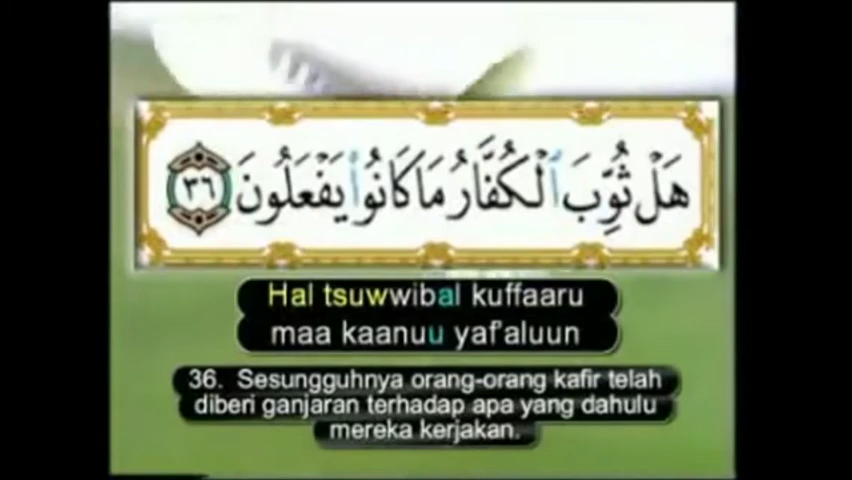 هَلْ ثُوِّبَ ٱلْكُفَّارُ مَا كَانُوا۟ يَفْعَلُونَ ٣٦
Hal tsuwwibal kuffaaru
maa kaanuu yaf'aluun
36. Sesungguhnya orang-orang kafir telah
diberi ganjaran terhadap apa yang dahulu
mereka kerjakan.